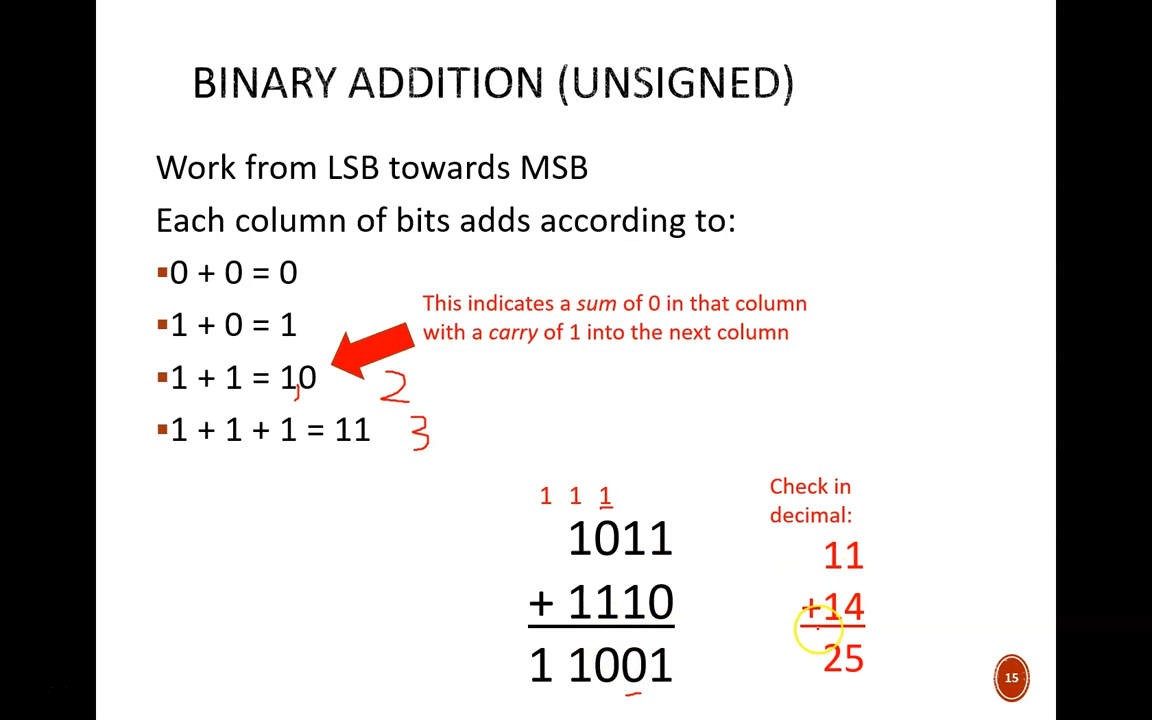 BINARY ADDITION (UNSIGNED)
Work from LSB towards MSB
Each column of bits adds according to:
▪0 + 0 = 0
▪1 + 0 = 1
▪1 + 1 = 10 2
▪1 + 1 + 1 = 11 3
This indicates a sum of 0 in that column
with a carry of 1 into the next column
1 1 1
1011
+ 1110
1 1001
Check in
decimal:
11
+14
25
15